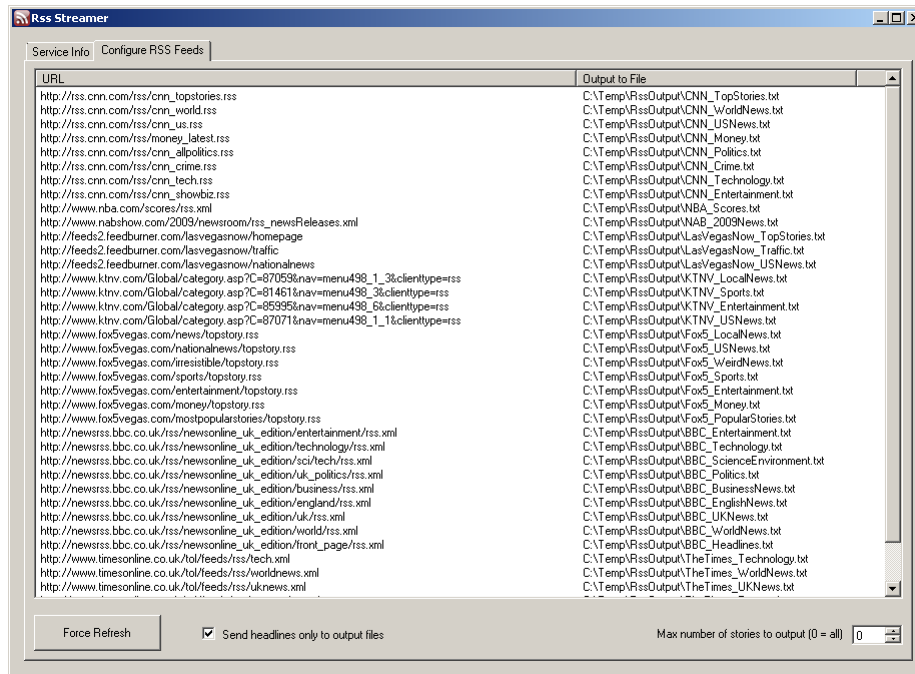 Rss Streamer
Service Info Configure RSS Feeds
URL Output to File
http://rss.cnn.com/rss/cnn_topstories.rss C:\Temp\RssOutput\CNN_TopStories.txt
http://rss.cnn.com/rss/cnn_world.rss C:\Temp\RssOutput\CNN_WorldNews.txt
http://rss.cnn.com/rss/cnn_us.rss C:\Temp\RssOutput\CNN_USNews.txt
http://rss.cnn.com/rss/money_latest.rss C:\Temp\RssOutput\CNN_Money.txt
http://rss.cnn.com/rss/cnn_allpolitics.rss C:\Temp\RssOutput\CNN_Politics.txt
http://rss.cnn.com/rss/cnn_crime.rss C:\Temp\RssOutput\CNN_Crime.txt
http://rss.cnn.com/rss/cnn_tech.rss C:\Temp\RssOutput\CNN_Technology.txt
http://rss.cnn.com/rss/cnn_showbiz.rss C:\Temp\RssOutput\CNN_Entertainment.txt
http://www.nba.com/scores/rss.xml C:\Temp\RssOutput\NBA_Scores.txt
http://www.nabshow.com/2009/newsroom/rss_newsReleases.xml C:\Temp\RssOutput\NAB_2009News.txt
http://feeds2.feedburner.com/lasvegasnow/homepage C:\Temp\RssOutput\LasVegasNow_TopStories.txt
http://feeds2.feedburner.com/lasvegasnow/traffic C:\Temp\RssOutput\LasVegasNow_Traffic.txt
http://feeds2.feedburner.com/lasvegasnow/nationalnews C:\Temp\RssOutput\LasVegasNow_USNews.txt
http://www.ktnv.com/Global/category.asp?C=87059&nav=menu498_1_3&clienttype=rss C:\Temp\RssOutput\KTNV_LocalNews.txt
http://www.ktnv.com/Global/category.asp?C=81461&nav=menu498_3&clienttype=rss C:\Temp\RssOutput\KTNV_Sports.txt
http://www.ktnv.com/Global/category.asp?C=85995&nav=menu498_6&clienttype=rss C:\Temp\RssOutput\KTNV_Entertainment.txt
http://www.ktnv.com/Global/category.asp?C=87071&nav=menu498_1_1&clienttype=rss C:\Temp\RssOutput\KTNV_USNews.txt
http://www.fox5vegas.com/news/topstory.rss C:\Temp\RssOutput\Fox5_LocalNews.txt
http://www.fox5vegas.com/nationalnews/topstory.rss C:\Temp\RssOutput\Fox5_USNews.txt
http://www.fox5vegas.com/irresistible/topstory.rss C:\Temp\RssOutput\Fox5_WeirdNews.txt
http://www.fox5vegas.com/sports/topstory.rss C:\Temp\RssOutput\Fox5_Sports.txt
http://www.fox5vegas.com/entertainment/topstory.rss C:\Temp\RssOutput\Fox5_Entertainment.txt
http://www.fox5vegas.com/money/topstory.rss C:\Temp\RssOutput\Fox5_Money.txt
http://www.fox5vegas.com/mostpopularstories/topstory.rss C:\Temp\RssOutput\Fox5_PopularStories.txt
http://newsrss.bbc.co.uk/rss/newsonline_uk_edition/entertainment/rss.xml C:\Temp\RssOutput\BBC_Entertainment.txt
http://newsrss.bbc.co.uk/rss/newsonline_uk_edition/technology/rss.xml C:\Temp\RssOutput\BBC_Technology.txt
http://newsrss.bbc.co.uk/rss/newsonline_uk_edition/sci/tech/rss.xml C:\Temp\RssOutput\BBC_ScienceEnvironment.txt
http://newsrss.bbc.co.uk/rss/newsonline_uk_edition/uk_politics/rss.xml C:\Temp\RssOutput\BBC_Politics.txt
http://newsrss.bbc.co.uk/rss/newsonline_uk_edition/business/rss.xml C:\Temp\RssOutput\BBC_BusinessNews.txt
http://newsrss.bbc.co.uk/rss/newsonline_uk_edition/england/rss.xml C:\Temp\RssOutput\BBC_EnglishNews.txt
http://newsrss.bbc.co.uk/rss/newsonline_uk_edition/uk/rss.xml C:\Temp\RssOutput\BBC_UKNews.txt
http://newsrss.bbc.co.uk/rss/newsonline_uk_edition/world/rss.xml C:\Temp\RssOutput\BBC_WorldNews.txt
http://newsrss.bbc.co.uk/rss/newsonline_uk_edition/front_page/rss.xml C:\Temp\RssOutput\BBC_Headlines.txt
http://www.timesonline.co.uk/tol/feeds/rss/tech.xml C:\Temp\RssOutput\TheTimes_Technology.txt
http://www.timesonline.co.uk/tol/feeds/rss/worldnews.xml C:\Temp\RssOutput\TheTimes_WorldNews.txt
http://www.timesonline.co.uk/tol/feeds/rss/uknews.xml C:\Temp\RssOutput\TheTimes_UKNews.txt
Force Refresh Send headlines only to output files Max number of stories to output (0 = all) 0